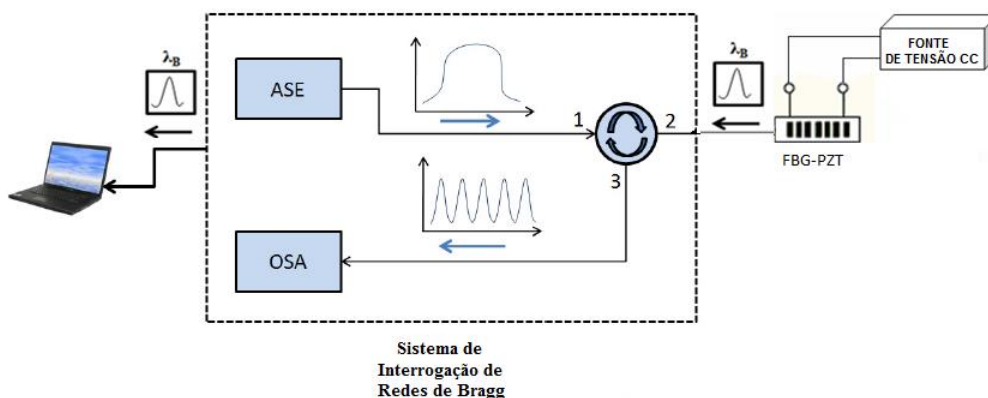 λB
ASE
1
2
3
λB
FONTE
DE TENSÃO CC
FBG-PZT
OSA
Sistema de
Interrogação de
Redes de Bragg